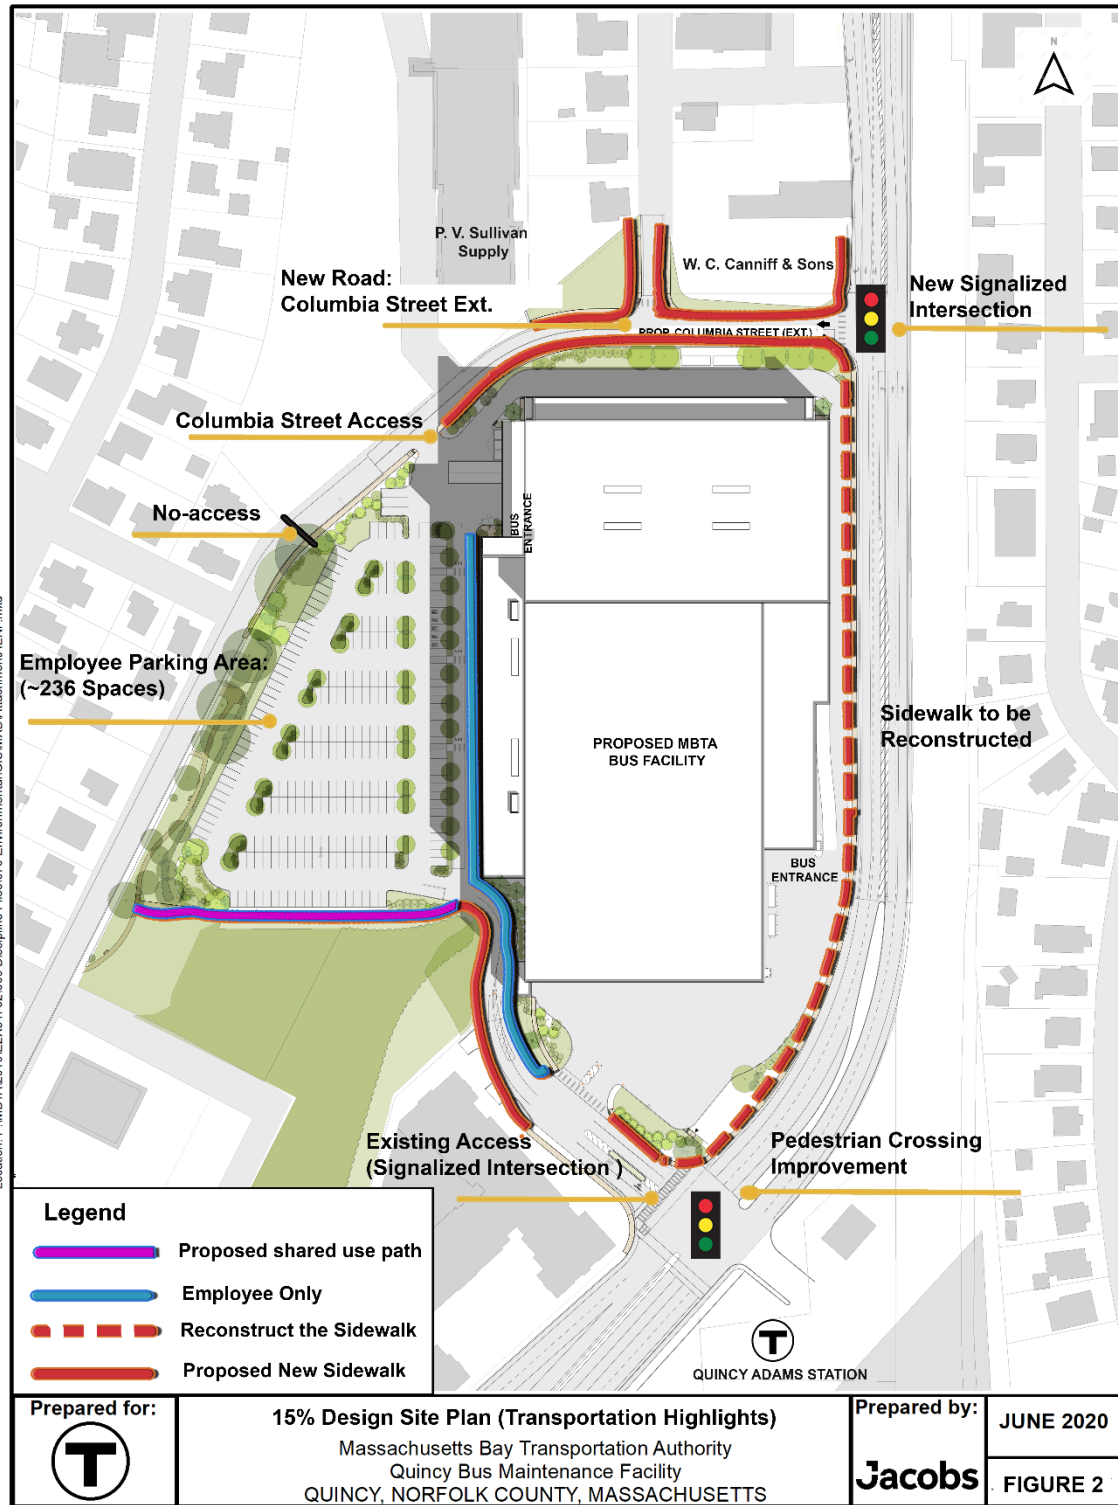 N
P. V. Sullivan
Supply
W. C. Canniff & Sons
New Road:
Columbia Street Ext.
New Signalized
Intersection
PROP. COLUMBIA STREET (EXT.)
Columbia Street Access
No-access
BUS
ENTRANCE
Employee Parking Area:
(~236 Spaces)
Sidewalk to be
Reconstructed
PROPOSED MBTA
BUS FACILITY
BUS
ENTRANCE
Existing Access
(Signalized Intersection )
Pedestrian Crossing
Improvement
Legend
Proposed shared use path
Employee Only
Reconstruct the Sidewalk
Proposed New Sidewalk
T
QUINCY ADAMS STATION
Prepared for:
T
15% Design Site Plan (Transportation Highlights)
Massachusetts Bay Transportation Authority
Quincy Bus Maintenance Facility
QUINCY, NORFOLK COUNTY, MASSACHUSETTS
Prepared by:
Jacobs
JUNE 2020
FIGURE 2